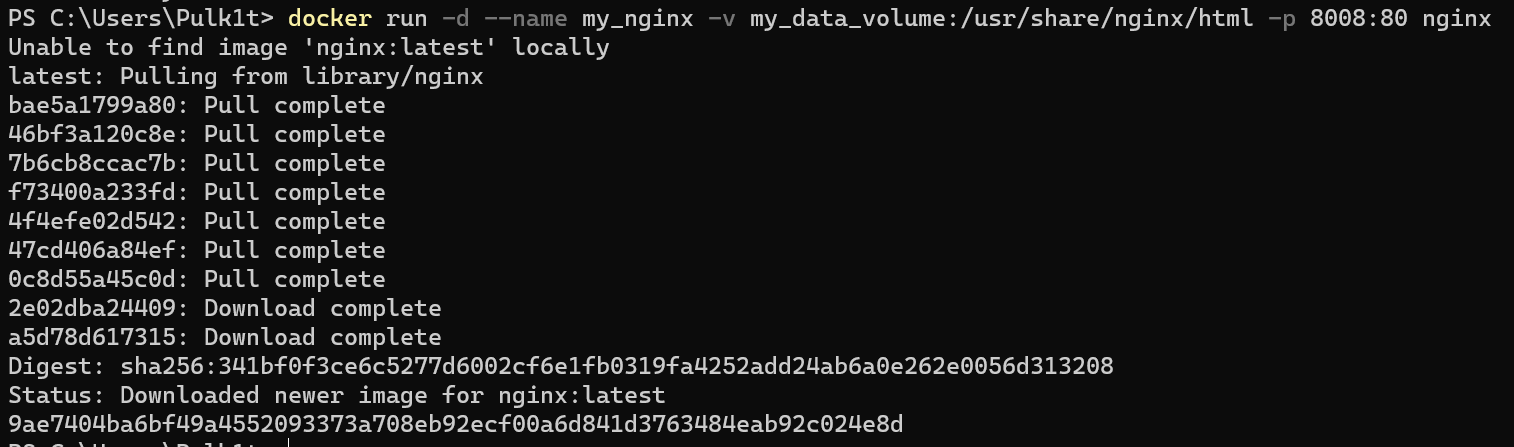 PS C:\Users\Pulk1t> docker run -d --name my_nginx -v my_data_volume:/usr/share/nginx/html -p 8008:80 nginx
Unable to find image 'nginx:latest' locally
latest: Pulling from library/nginx
bae5a1799a80: Pull complete
46bf3a120c8e: Pull complete
7b6cb8ccac7b: Pull complete
f73400a233fd: Pull complete
4f4efe02d542: Pull complete
47cd406a84ef: Pull complete
0c8d55a45c0d: Pull complete
2e02dba24409: Download complete
a5d78d617315: Download complete
Digest: sha256:341bf0f3ce6c5277d6002cf6e1fb0319fa4252add24ab6a0e262e0056d313208
Status: Downloaded newer image for nginx:latest
9ae7404ba6bf49a4552093373a708eb92ecf00a6d841d3763484eab92c024e8d